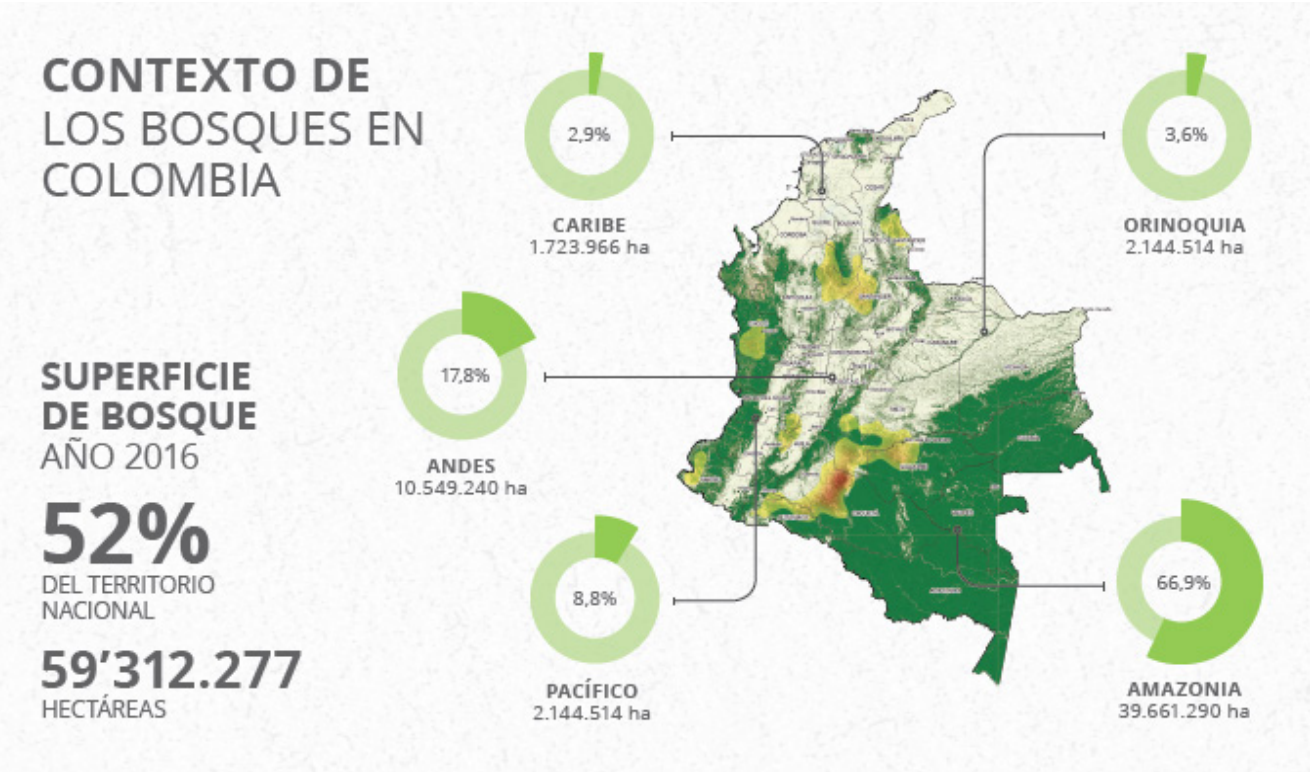 CONTEXTO DE
LOS BOSQUES EN
COLOMBIA
SUPERFICIE
DE BOSQUE
AÑO 2016
52%
DEL TERRITORIO
NACIONAL
59’312.277
HECTÁREAS
2,9%
CARIBE
1.723.966 ha
3,6%
ORINOQUIA
2.144.514 ha
17,8%
ANDES
10.549.240 ha
8,8%
PACÍFICO
2.144.514 ha
66,9%
AMAZONIA
39.661.290 ha